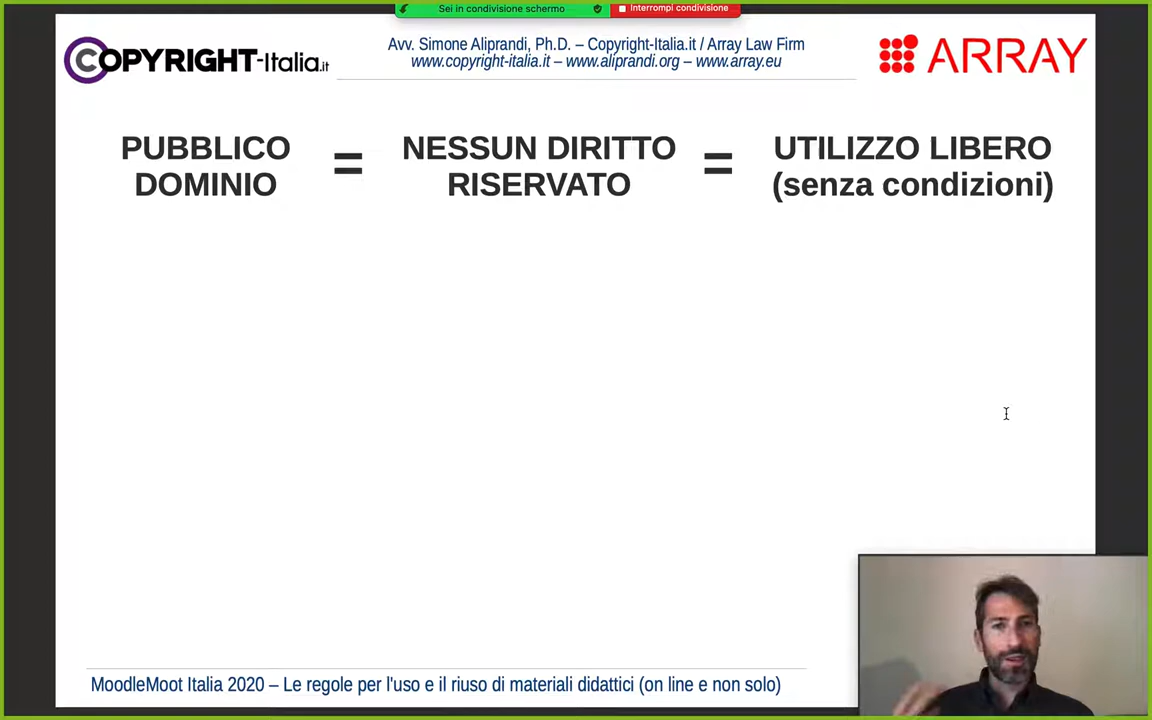 Sei in condivisione schermo
Interrompi condivisione
COPYRIGHT-Italia.it
Avv. Simone Aliprandi, Ph.D. – Copyright-Italia.it / Array Law Firm
www.copyright-italia.it – www.aliprandi.org – www.array.eu
ARRAY
PUBBLICO
DOMINIO
=
NESSUN DIRITTO
RISERVATO
=
UTILIZZO LIBERO
(senza condizioni)
MoodleMoot Italia 2020 – Le regole per l'uso e il riuso di materiali didattici (on line e non solo)